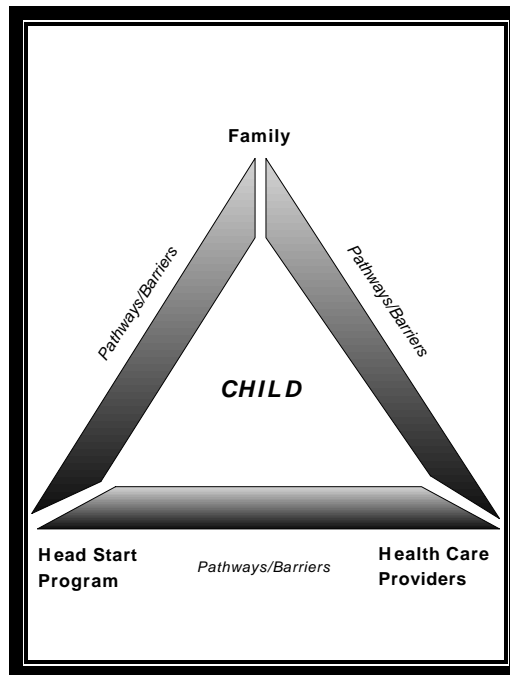 Family
Pathways/Barriers
Pathways/Barriers
CHILD
Head Start
Program
Pathways/Barriers
Health Care
Providers